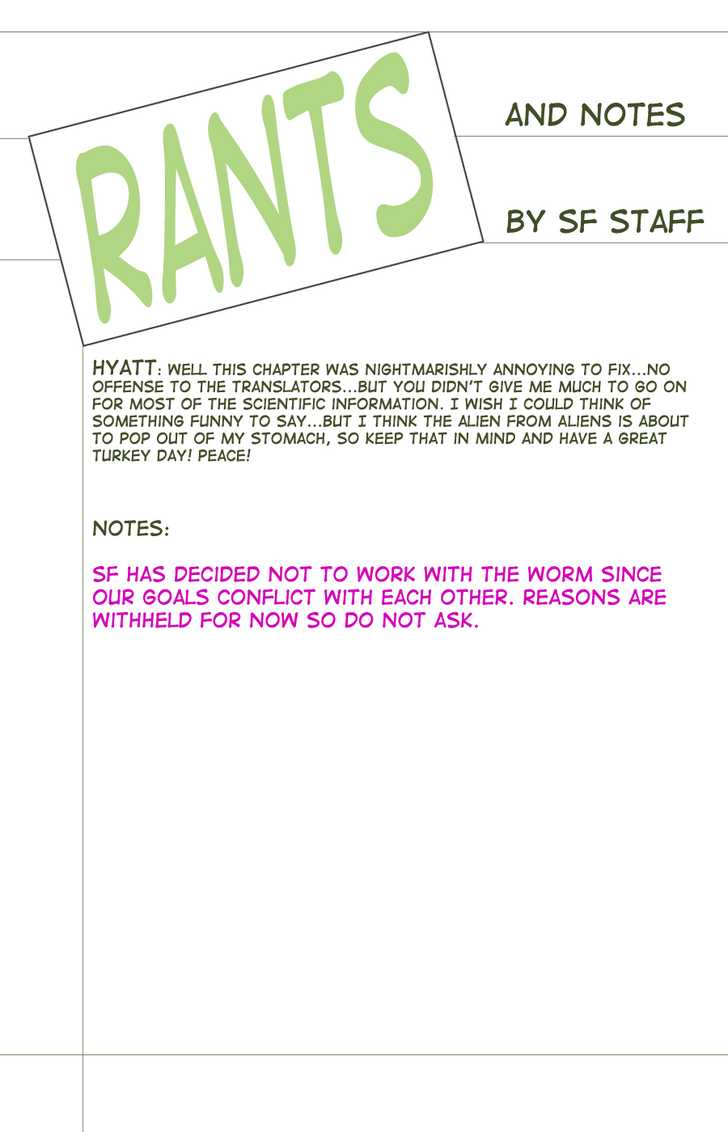 RANTS
AND NOTES
BY SF STAFF
HYATT: WELL THIS CHAPTER WAS NIGHTMARISHLY ANNOYING TO FIX...NO
OFFENSE TO THE TRANSLATORS...BUT YOU DIDN'T GIVE ME MUCH TO GO ON
FOR MOST OF THE SCIENTIFIC INFORMATION. I WISH I COULD THINK OF
SOMETHING FUNNY TO SAY...BUT I THINK THE ALIEN FROM ALIENS IS ABOUT
TO POP OUT OF MY STOMACH, SO KEEP THAT IN MIND AND HAVE A GREAT
TURKEY DAY! PEACE!
NOTES:
SF HAS DECIDED NOT TO WORK WITH THE WORM SINCE
OUR GOALS CONFLICT WITH EACH OTHER. REASONS ARE
WITHHELD FOR NOW SO DO NOT ASK.